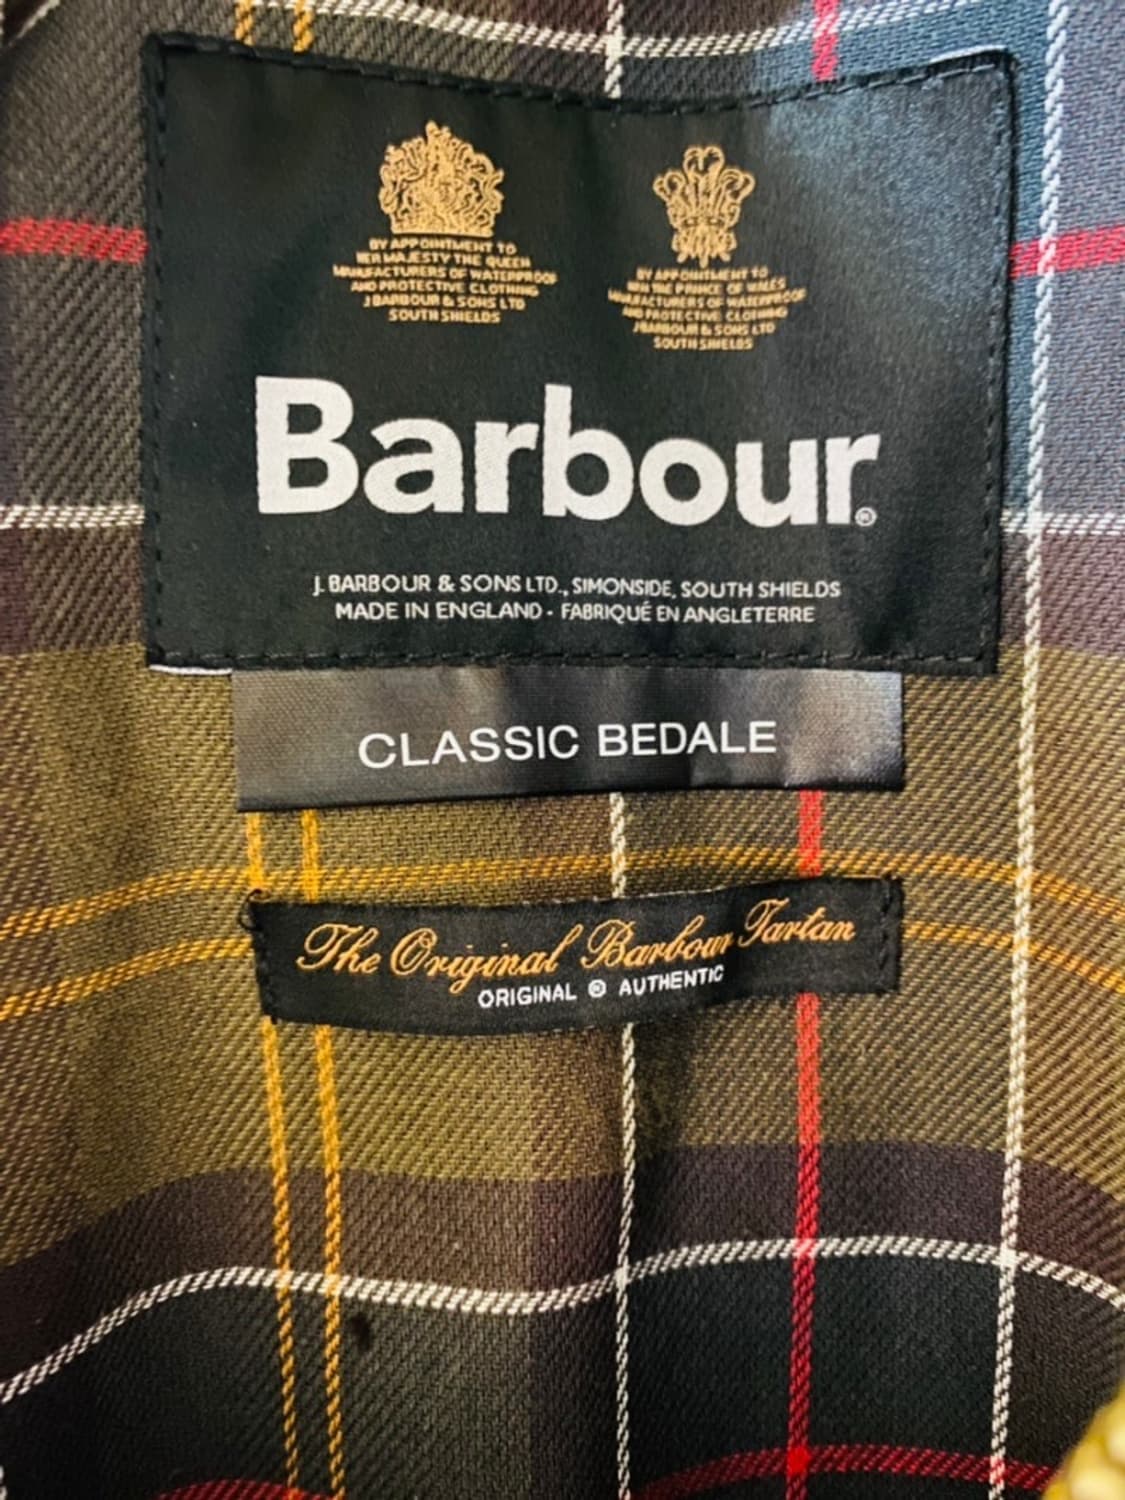 BY APPOINTMENT TO
HER MAJESTY THE QUEEN
MANUFACTURERS OF WATERPROOF
AND PROTECTIVE CLOTHING
J BARBOUR & SONS LTD
SOUTH SHIELDS
BY APPOINTMENT TO
HRH THE PRINCE OF WALES
MANUFACTURERS OF WATERPROOF
AND PROTECTIVE CLOTHING
J BARBOUR & SONS LTD
SOUTH SHIELDS
Barbour®
J. BARBOUR & SONS LTD., SIMONSIDE, SOUTH SHIELDS
MADE IN ENGLAND - FABRIQUÉ EN ANGLETERRE
CLASSIC BEDALE
The Original Barbour Tartan
ORIGINAL ® AUTHENTIC